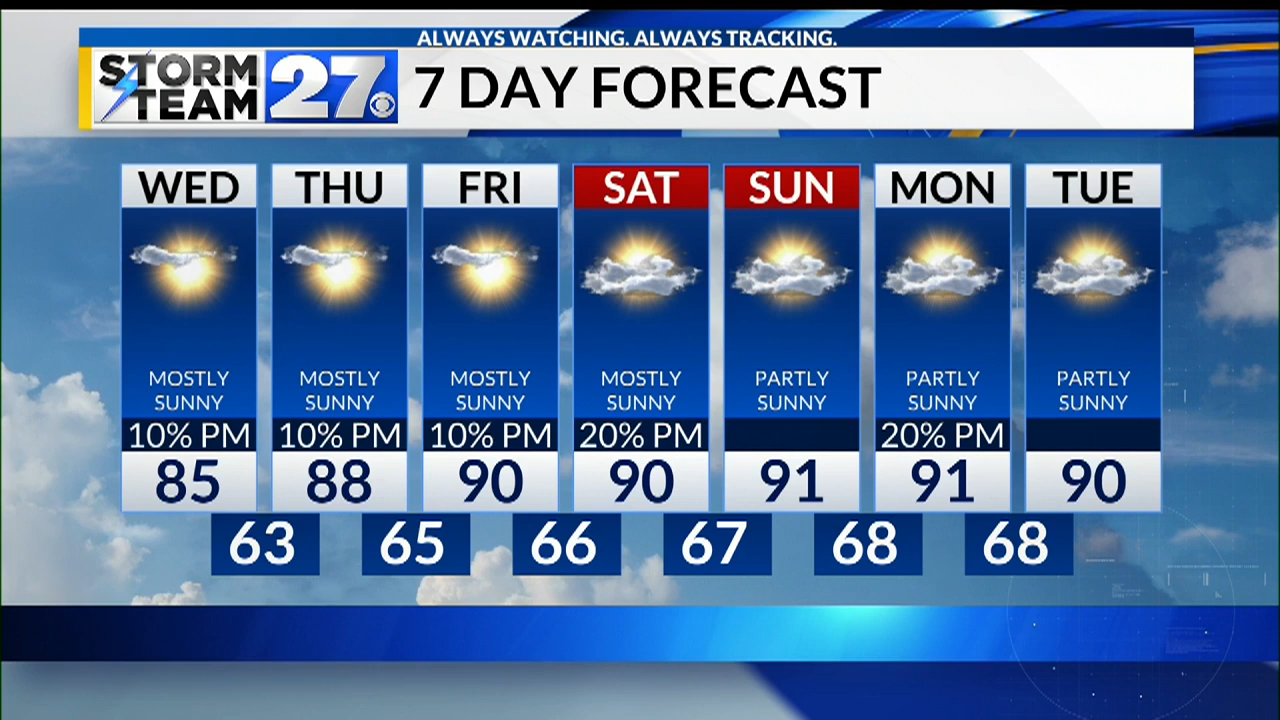 ALWAYS WATCHING. ALWAYS TRACKING.
STORM TEAM 27 7 DAY FORECAST
WED THU FRI SAT SUN MON TUE
MOSTLY MOSTLY MOSTLY MOSTLY PARTLY PARTLY PARTLY
SUNNY SUNNY SUNNY SUNNY SUNNY SUNNY SUNNY
10% PM 10% PM 10% PM 20% PM 20% PM
85 88 90 90 91 91 90
63 65 66 67 68 68